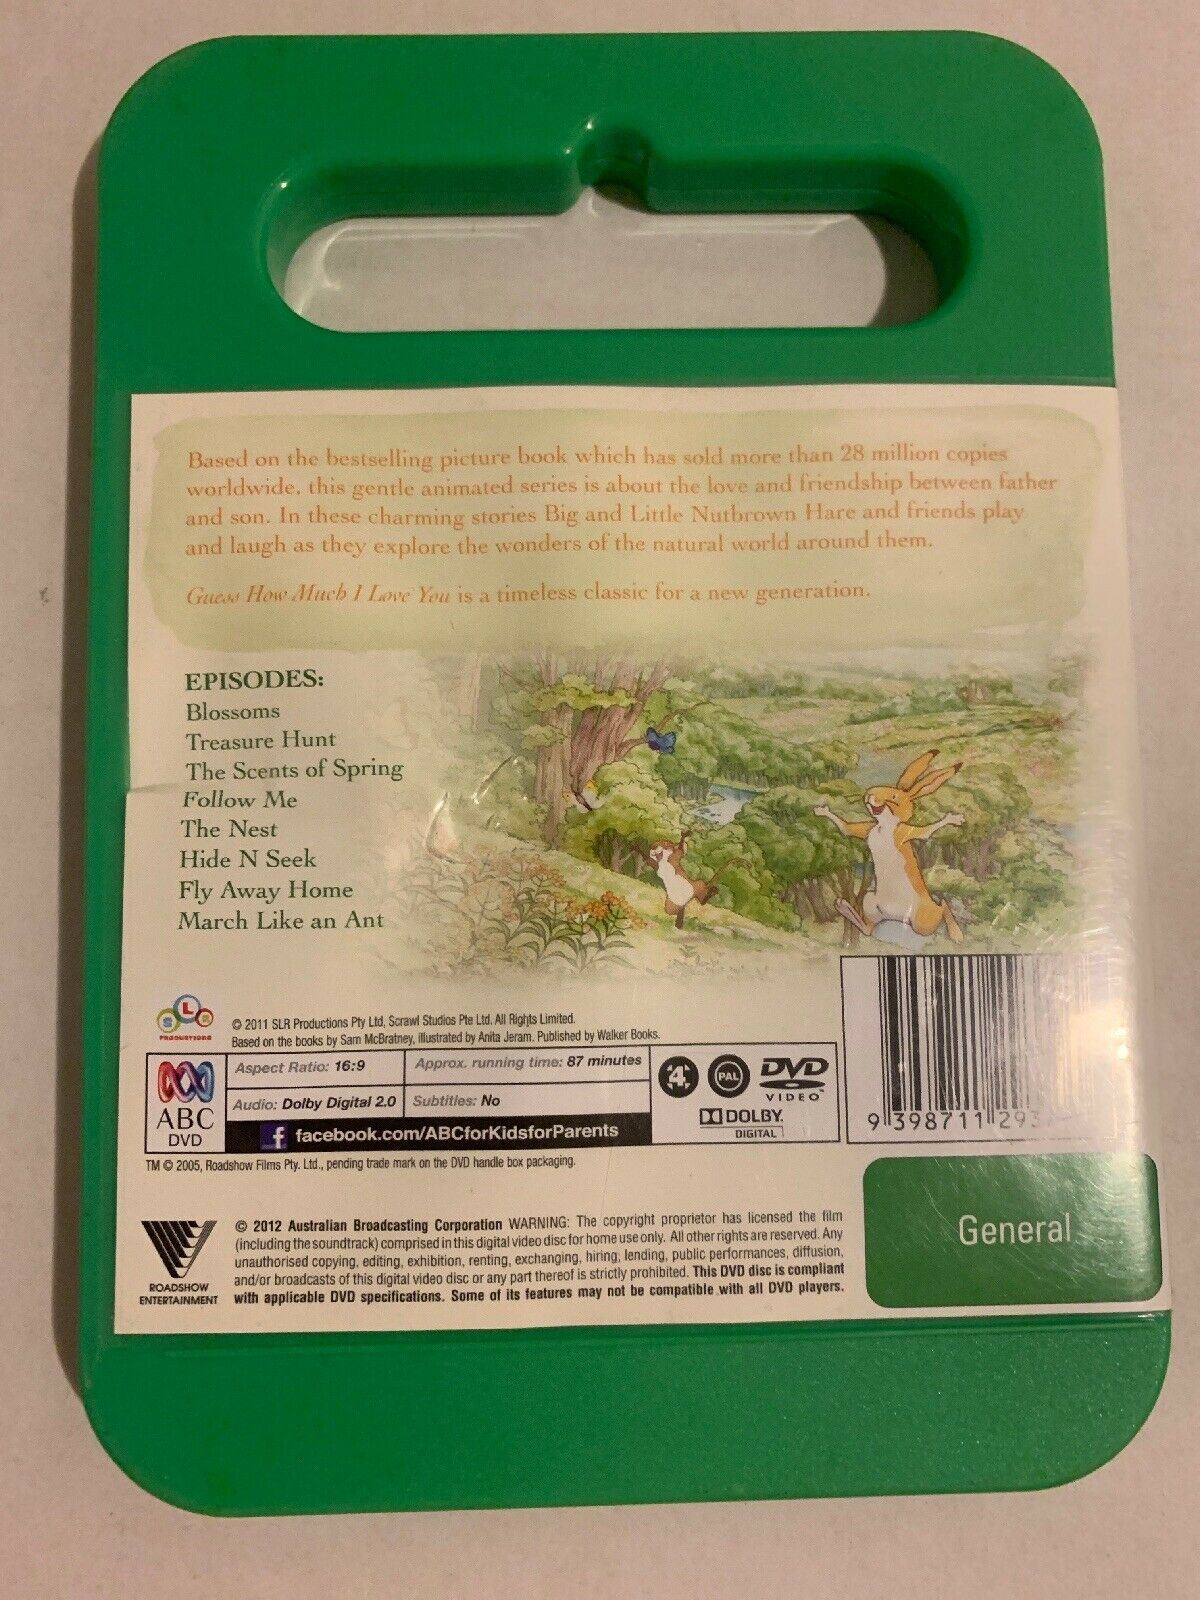 Based on the bestselling picture book which has sold more than 28 million copies
worldwide, this gentle animated series is about the love and friendship between father
and son. In these charming stories Big and Little Nutbrown Hare and friends play
and laugh as they explore the wonders of the natural world around them.
Guess How Much I Love You is a timeless classic for a new generation.
EPISODES:
Blossoms
Treasure Hunt
The Scents of Spring
Follow Me
The Nest
Hide N Seek
Fly Away Home
March Like an Ant
SLR
PRODUCTIONS
© 2011 SLR Productions Pty Ltd, Scrawl Studios Pte Ltd. All Rights Limited.
Based on the books by Sam McBratney, illustrated by Anita Jeram. Published by Walker Books.
ABC
DVD
Aspect Ratio: 16:9
Approx. running time: 87 minutes
Audio: Dolby Digital 2.0
Subtitles: No
f facebook.com/ABCforKidsforParents
4
PAL
DVD
VIDEO™
DOLBY
DIGITAL
9 398711 29
TM © 2005, Roadshow Films Pty. Ltd., pending trade mark on the DVD handle box packaging.
ROADSHOW
ENTERTAINMENT
© 2012 Australian Broadcasting Corporation WARNING: The copyright proprietor has licensed the film
(including the soundtrack) comprised in this digital video disc for home use only. All other rights are reserved. Any
unauthorised copying, editing, exhibition, renting, exchanging, hiring, lending, public performances, diffusion,
and/or broadcasts of this digital video disc or any part thereof is strictly prohibited. This DVD disc is compliant
with applicable DVD specifications. Some of its features may not be compatible with all DVD players.
General